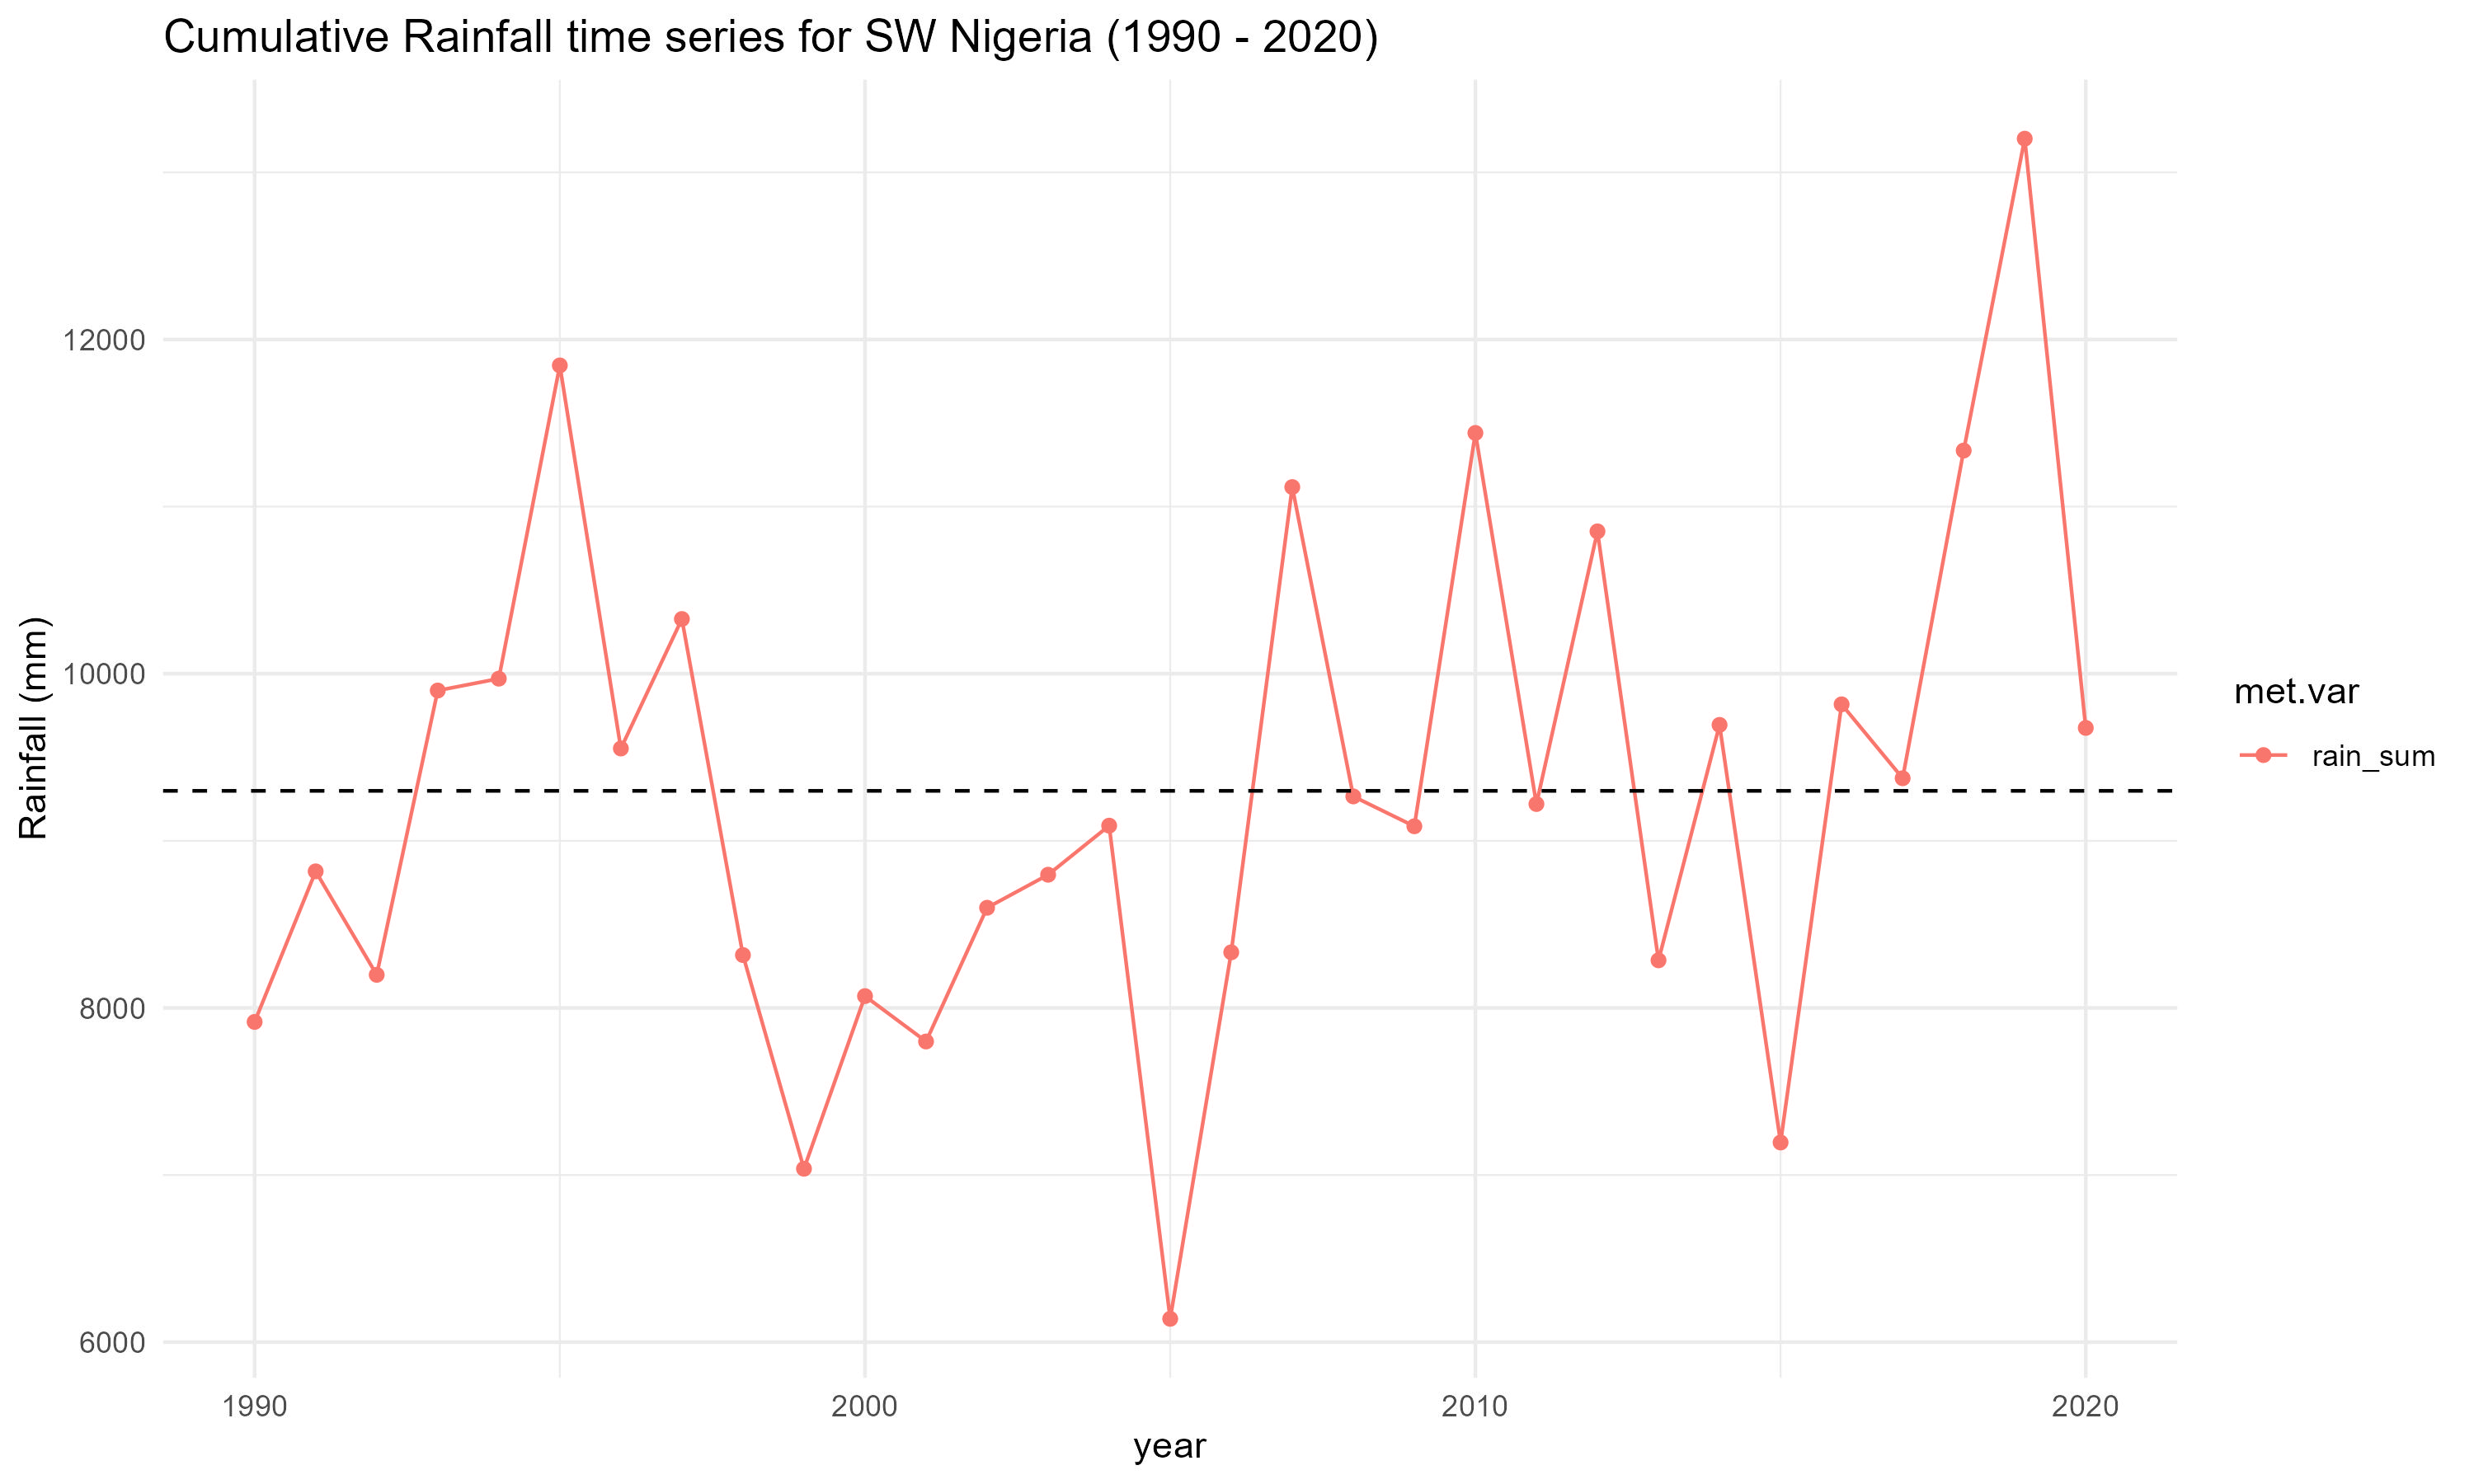 Cumulative Rainfall time series for SW Nigeria (1990 - 2020)
Rainfall (mm)
12000
10000
8000
6000
1990
2000
2010
2020
year
met.var
rain_sum